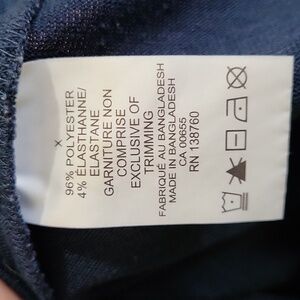 X
96% POLYESTER
4% ÉLASTHANNE/
ELASTANE
GARNITURE NON
COMPRISE
EXCLUSIVE OF
TRIMMING
FABRIQUÉ AU BANGLADESH
MADE IN BANGLADESH
CA 00655
RN 138760